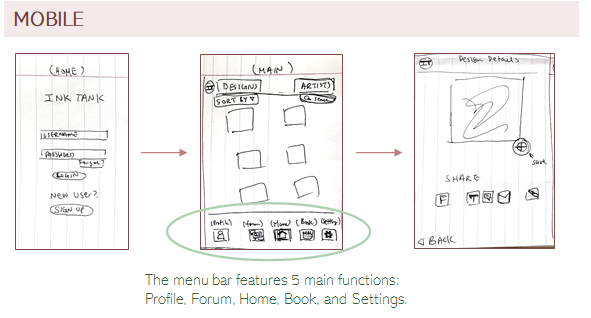 MOBILE
(HOME)
INK TANK
USERNAME
PASSWORD
Forgot?
LOGIN
NEW USER?
SIGN UP
(MAIN)
DESIGNS
ARTISTS
SORT BY
Search
(Profile)
(Forum)
(Home)
(Book)
(Settings)
Design Details
save
SHARE
F
T
BACK
The menu bar features 5 main functions:
Profile, Forum, Home, Book, and Settings.